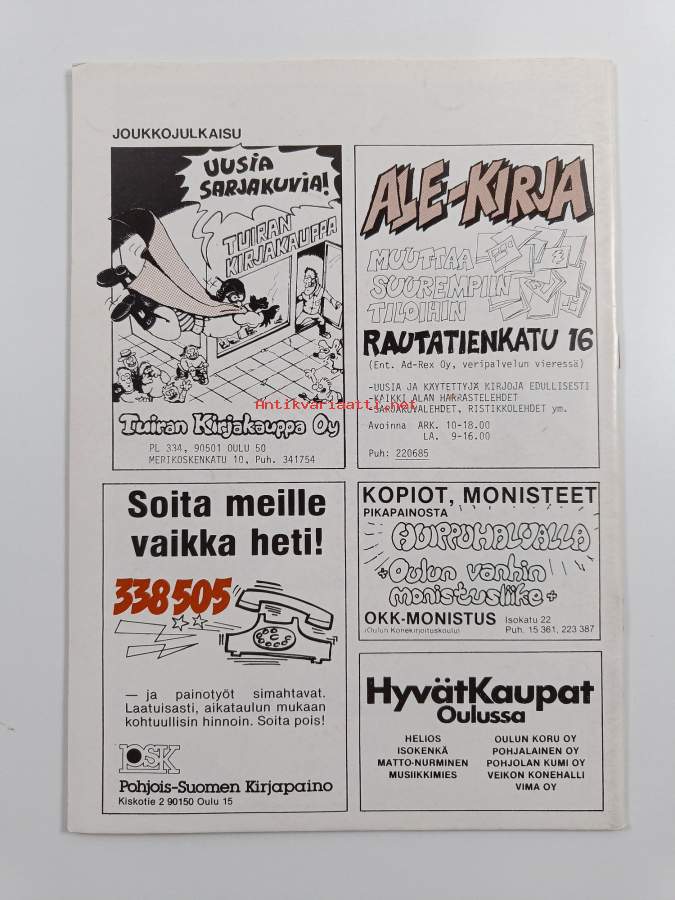 JOUKKOJULKAISU
UUSIA
SARJAKUVIA!
TUIRAN
KIRJAKAUPPA
Tuiran Kirjakauppa Oy
PL 334, 90501 OULU 50
MERIKOSKENKATU 10, Puh. 341754
ALE-KIRJA
MUUTTAA
SUUREMPIIN
TILOIHIN
RAUTATIENKATU 16
(Ent. Ad-Rex Oy, veripalvelun vieressä)
-UUSIA JA KÄYTETTYJÄ KIRJOJA EDULLISESTI
KAIKKI ALAN HARRASTELEHDET
SARJAKUVALEHDET, RISTIKKOLEHDET ym.
Avoinna ARK. 10-18.00
LA. 9-16.00
Puh: 220685
Antikvariaatti.net
Soita meille
vaikka heti!
338505
— ja painotyöt simahtavat.
Laatuisasti, aikataulun mukaan
kohtuullisin hinnoin. Soita pois!
PSK
Pohjois-Suomen Kirjapaino
Kiskotie 2 90150 Oulu 15
KOPIOT, MONISTEET
PIKAPAINOSTA
HUIPPUHALVALLA
+ Oulun vanhin
monistusliike +
OKK-MONISTUS Isokatu 22
(Oulun Konekirjoituskoulu) Puh. 15 361, 223 387
HyvätKaupat
Oulussa
HELIOS OULUN KORU OY
ISOKENKÄ POHJALAINEN OY
MATTO-NURMINEN POHJOLAN KUMI OY
MUSIIKKIMIES VEIKON KONEHALLI
VIMA OY